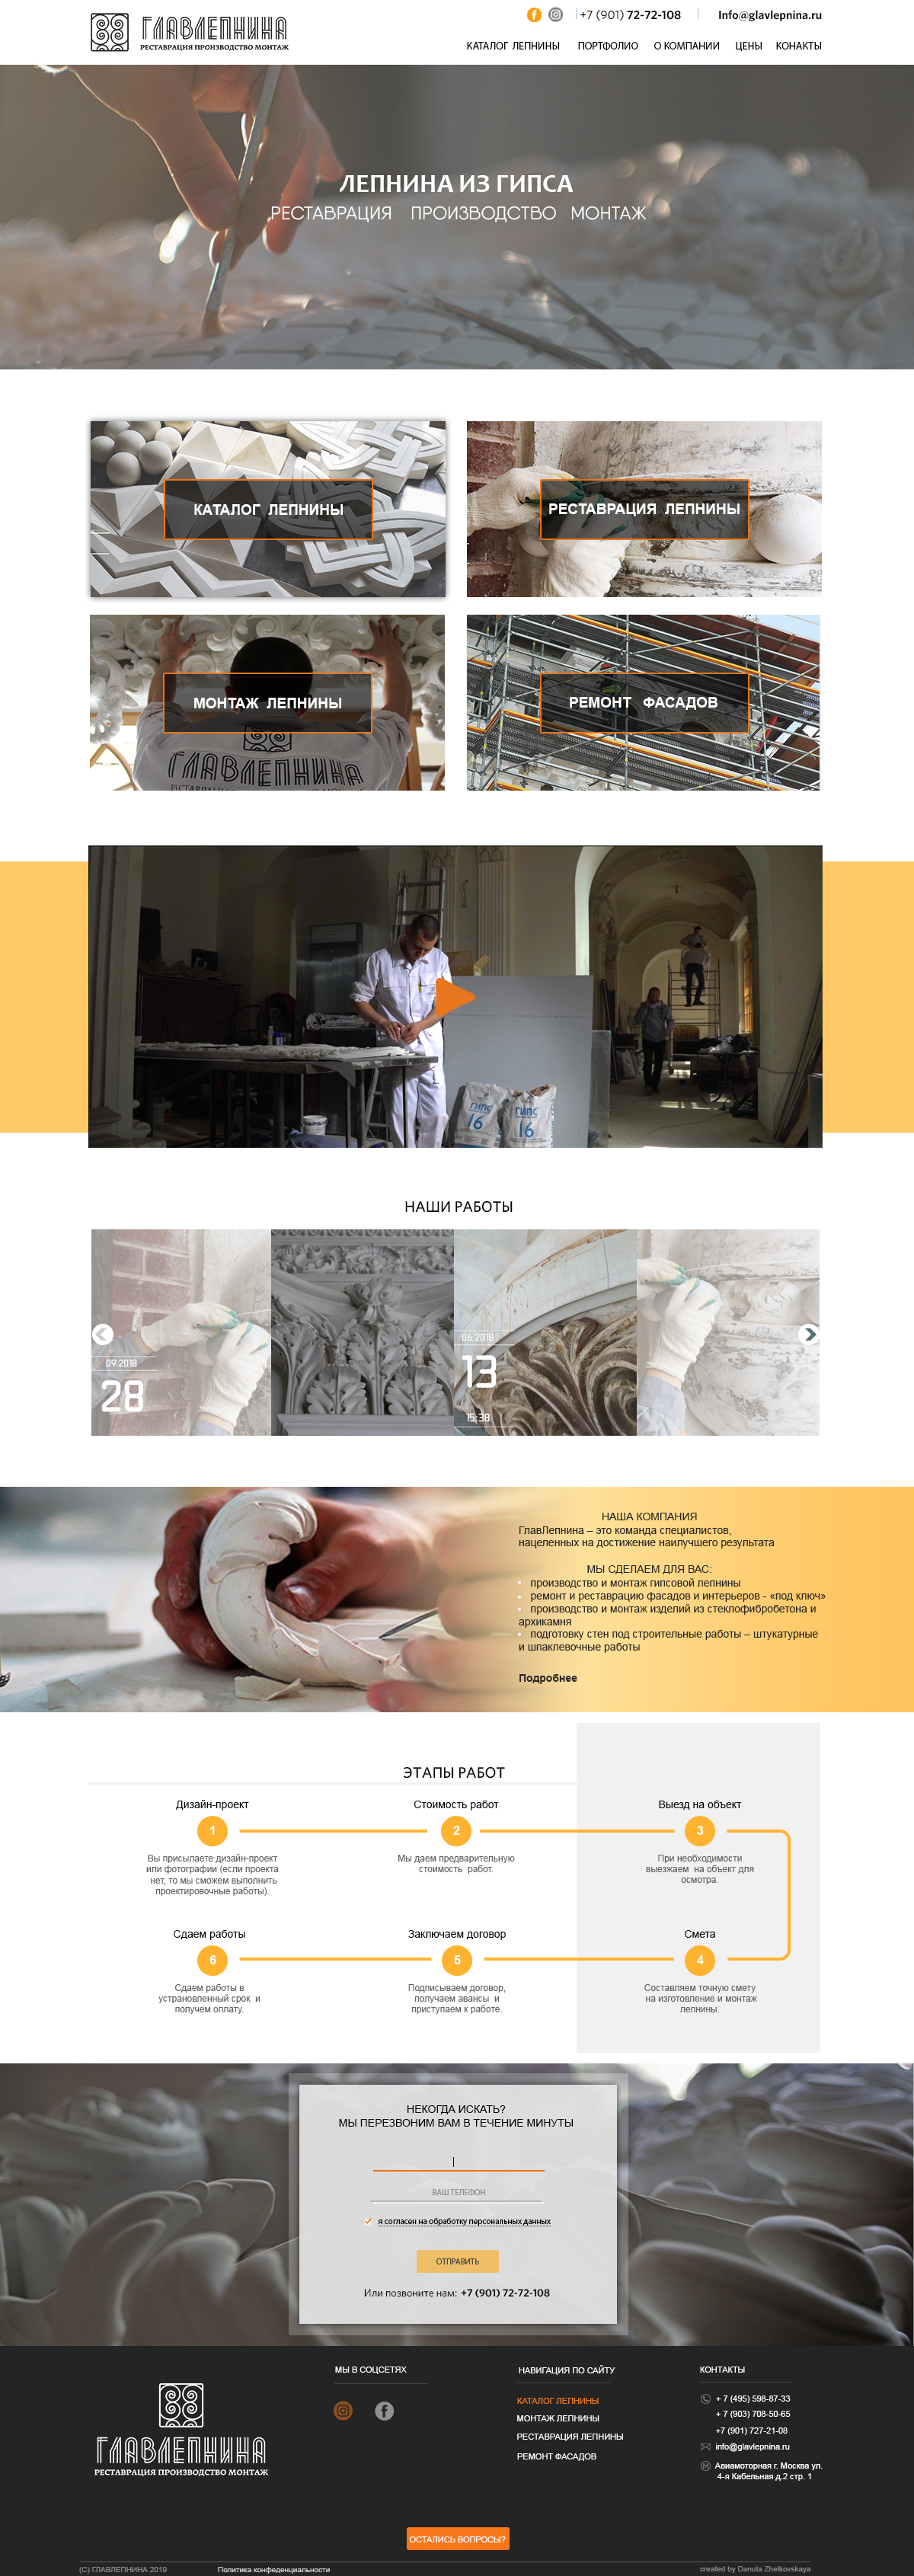 ГЛАВЛЕПНИНА
РЕСТАВРАЦИЯ ПРОИЗВОДСТВО МОНТАЖ
+7 (901) 72-72-108
Info@glavlepnina.ru
КАТАЛОГ ЛЕПНИНЫ ПОРТФОЛИО О КОМПАНИИ ЦЕНЫ КОНАКТЫ
ЛЕПНИНА ИЗ ГИПСА
РЕСТАВРАЦИЯ ПРОИЗВОДСТВО МОНТАЖ
КАТАЛОГ ЛЕПНИНЫ
РЕСТАВРАЦИЯ ЛЕПНИНЫ
МОНТАЖ ЛЕПНИНЫ
РЕМОНТ ФАСАДОВ
ГЛАВЛЕПНИНА
ГИПС
16
ГИПС
16
НАШИ РАБОТЫ
09.2018
28
06.2018
13
15;38
НАША КОМПАНИЯ
ГлавЛепнина – это команда специалистов,
нацеленных на достижение наилучшего результата
МЫ СДЕЛАЕМ ДЛЯ ВАС:
• производство и монтаж гипсовой лепнины
• ремонт и реставрацию фасадов и интерьеров - «под ключ»
• производство и монтаж изделий из стеклофибробетона и
архикамня
• подготовку стен под строительные работы – штукатурные
и шпаклевочные работы
Подробнее
ЭТАПЫ РАБОТ
Дизайн-проект
1
Вы присылаете дизайн-проект
или фотографии (если проекта
нет, то мы сможем выполнить
проектировочные работы).
Стоимость работ
2
Мы даем предварительную
стоимость работ.
Выезд на объект
3
При необходимости
выезжаем на объект для
осмотра.
Сдаем работы
6
Сдаем работы в
установленный срок и
получем оплату.
Заключаем договор
5
Подписываем договор,
получаем авансы и
приступаем к работе.
Смета
4
Составляем точную смету
на изготовление и монтаж
лепнины.
НЕКОГДА ИСКАТЬ?
МЫ ПЕРЕЗВОНИМ ВАМ В ТЕЧЕНИЕ МИНУТЫ
ВАШ ТЕЛЕФОН
я согласен на обработку персональных данных
ОТПРАВИТЬ
Или позвоните нам: +7 (901) 72-72-108
ГЛАВЛЕПНИНА
РЕСТАВРАЦИЯ ПРОИЗВОДСТВО МОНТАЖ
МЫ В СОЦСЕТЯХ
НАВИГАЦИЯ ПО САЙТУ
КАТАЛОГ ЛЕПНИНЫ
МОНТАЖ ЛЕПНИНЫ
РЕСТАВРАЦИЯ ЛЕПНИНЫ
РЕМОНТ ФАСАДОВ
КОНТАКТЫ
+ 7 (495) 598-87-33
+ 7 (903) 708-50-65
+7 (901) 727-21-08
info@glavlepnina.ru
Авиамоторная г. Москва ул.
4-я Кабельная д.2 стр. 1
ОСТАЛИСЬ ВОПРОСЫ?
(С) ГЛАВЛЕПНИНА 2019
Политика конфеденциальности
created by Danuta Zhelkovskaya